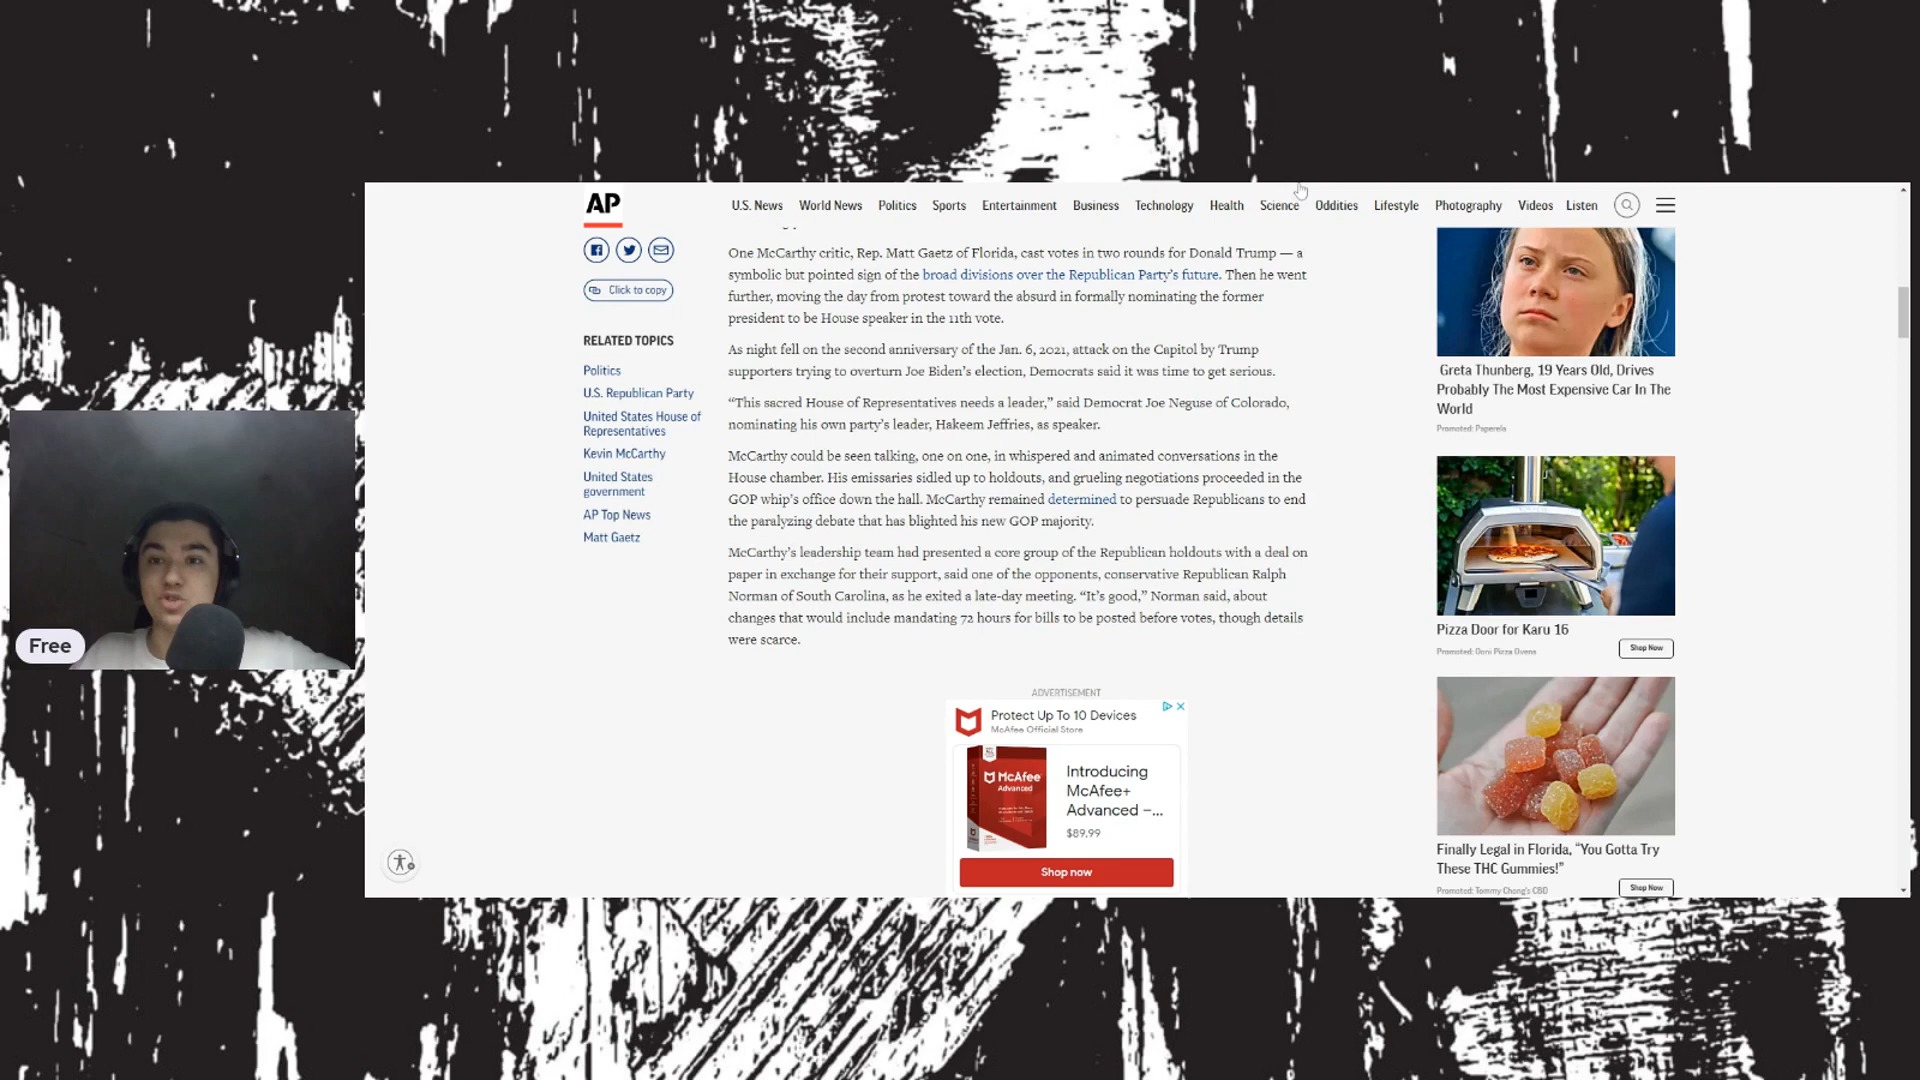 AP
U.S. News World News Politics Sports Entertainment Business Technology Health Science Oddities Lifestyle Photography Videos Listen
Click to copy
RELATED TOPICS
Politics
U.S. Republican Party
United States House of
Representatives
Kevin McCarthy
United States
government
AP Top News
Matt Gaetz
One McCarthy critic, Rep. Matt Gaetz of Florida, cast votes in two rounds for Donald Trump — a
symbolic but pointed sign of the broad divisions over the Republican Party's future. Then he went
further, moving the day from protest toward the absurd in formally nominating the former
president to be House speaker in the 11th vote.
As night fell on the second anniversary of the Jan. 6, 2021, attack on the Capitol by Trump
supporters trying to overturn Joe Biden's election, Democrats said it was time to get serious.
“This sacred House of Representatives needs a leader,” said Democrat Joe Neguse of Colorado,
nominating his own party's leader, Hakeem Jeffries, as speaker.
McCarthy could be seen talking, one on one, in whispered and animated conversations in the
House chamber. His emissaries sidled up to holdouts, and grueling negotiations proceeded in the
GOP whip's office down the hall. McCarthy remained determined to persuade Republicans to end
the paralyzing debate that has blighted his new GOP majority.
McCarthy's leadership team had presented a core group of the Republican holdouts with a deal on
paper in exchange for their support, said one of the opponents, conservative Republican Ralph
Norman of South Carolina, as he exited a late-day meeting. “It's good,” Norman said, about
changes that would include mandating 72 hours for bills to be posted before votes, though details
were scarce.
ADVERTISEMENT
Protect Up To 10 Devices
McAfee Official Store
McAfee
Advanced
Introducing
McAfee+
Advanced –...
$89.99
Shop now
Greta Thunberg, 19 Years Old, Drives
Probably The Most Expensive Car In The
World
Promoted: Paperela
Pizza Door for Karu 16
Promoted: Ooni Pizza Ovens
Shop Now
Finally Legal in Florida, “You Gotta Try
These THC Gummies!”
Promoted: Tommy Chong's CBD
Shop Now
Free